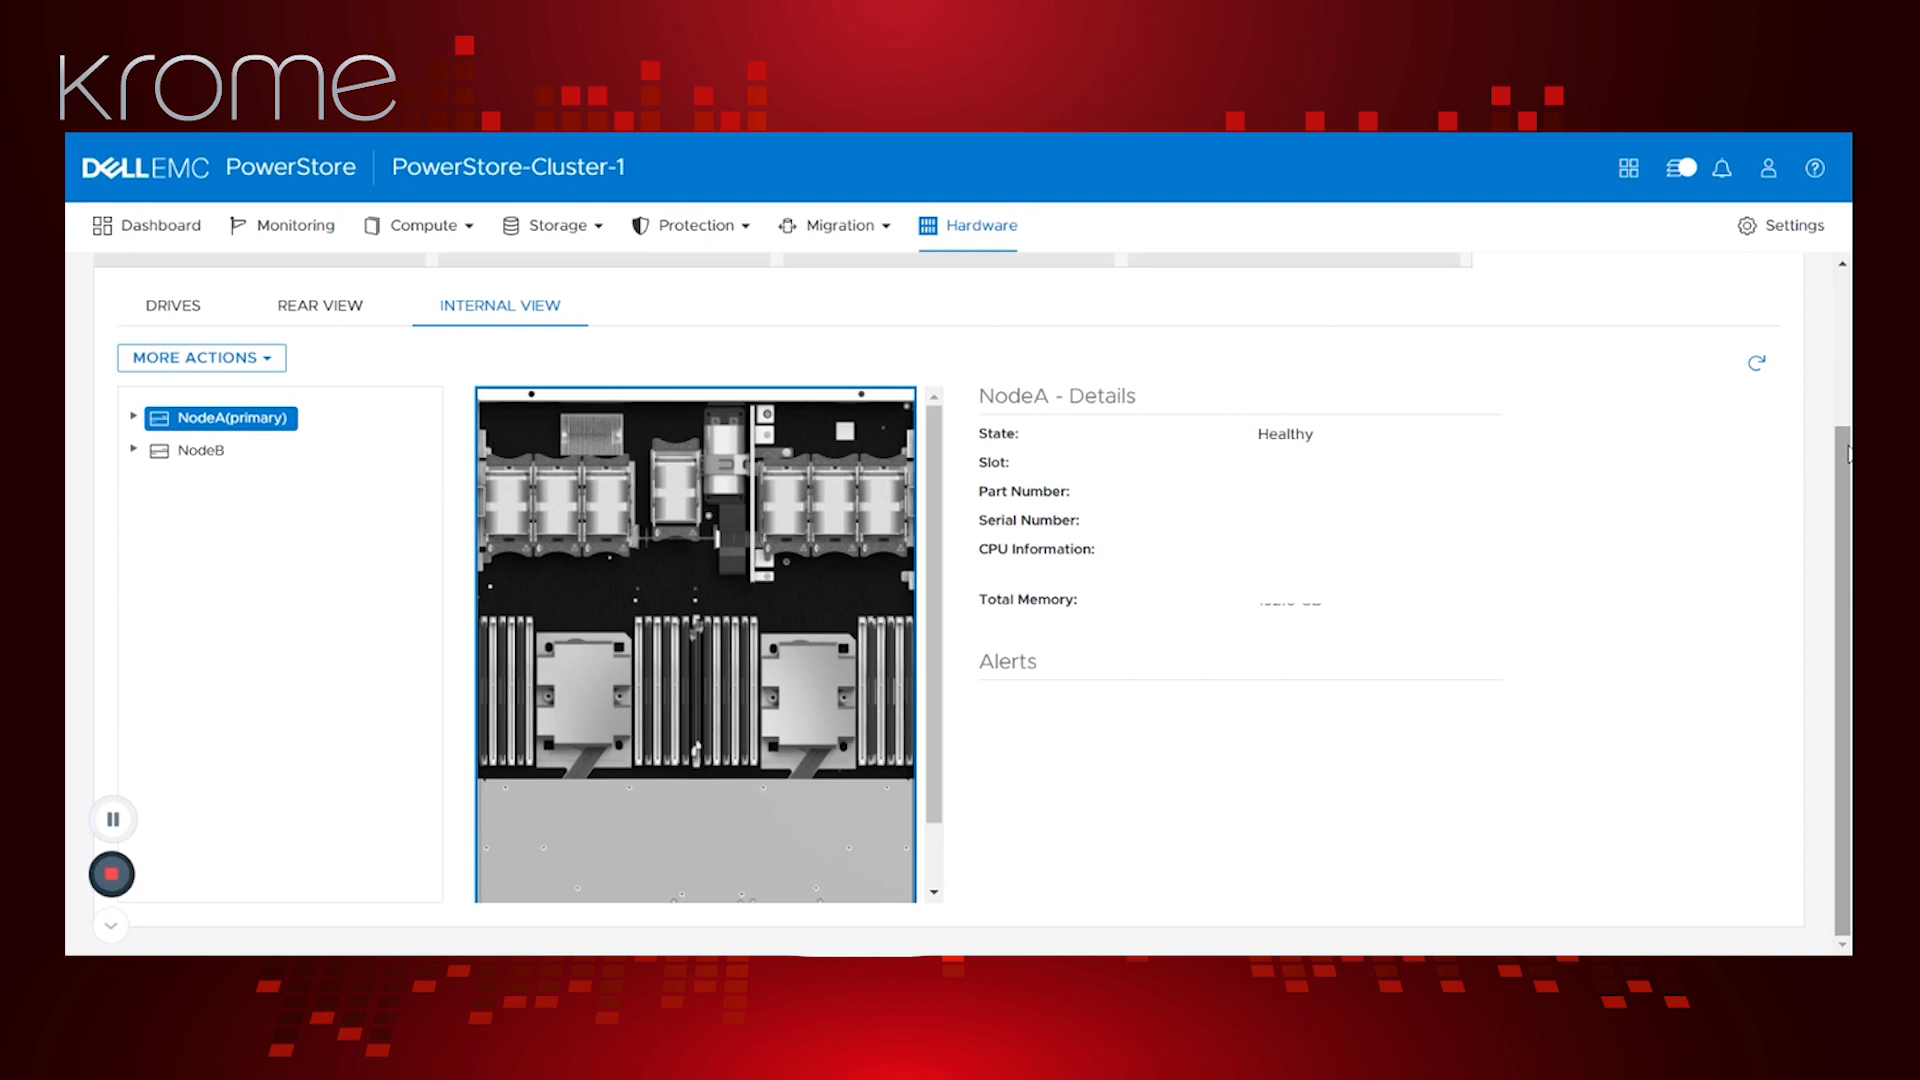 krome
DELLEMC PowerStore PowerStore-Cluster-1
Dashboard Monitoring Compute Storage Protection Migration Hardware Settings
DRIVES REAR VIEW INTERNAL VIEW
MORE ACTIONS
NodeA(primary)
NodeB
NodeA - Details
State: Healthy
Slot:
Part Number:
Serial Number:
CPU Information:
Total Memory:
Alerts